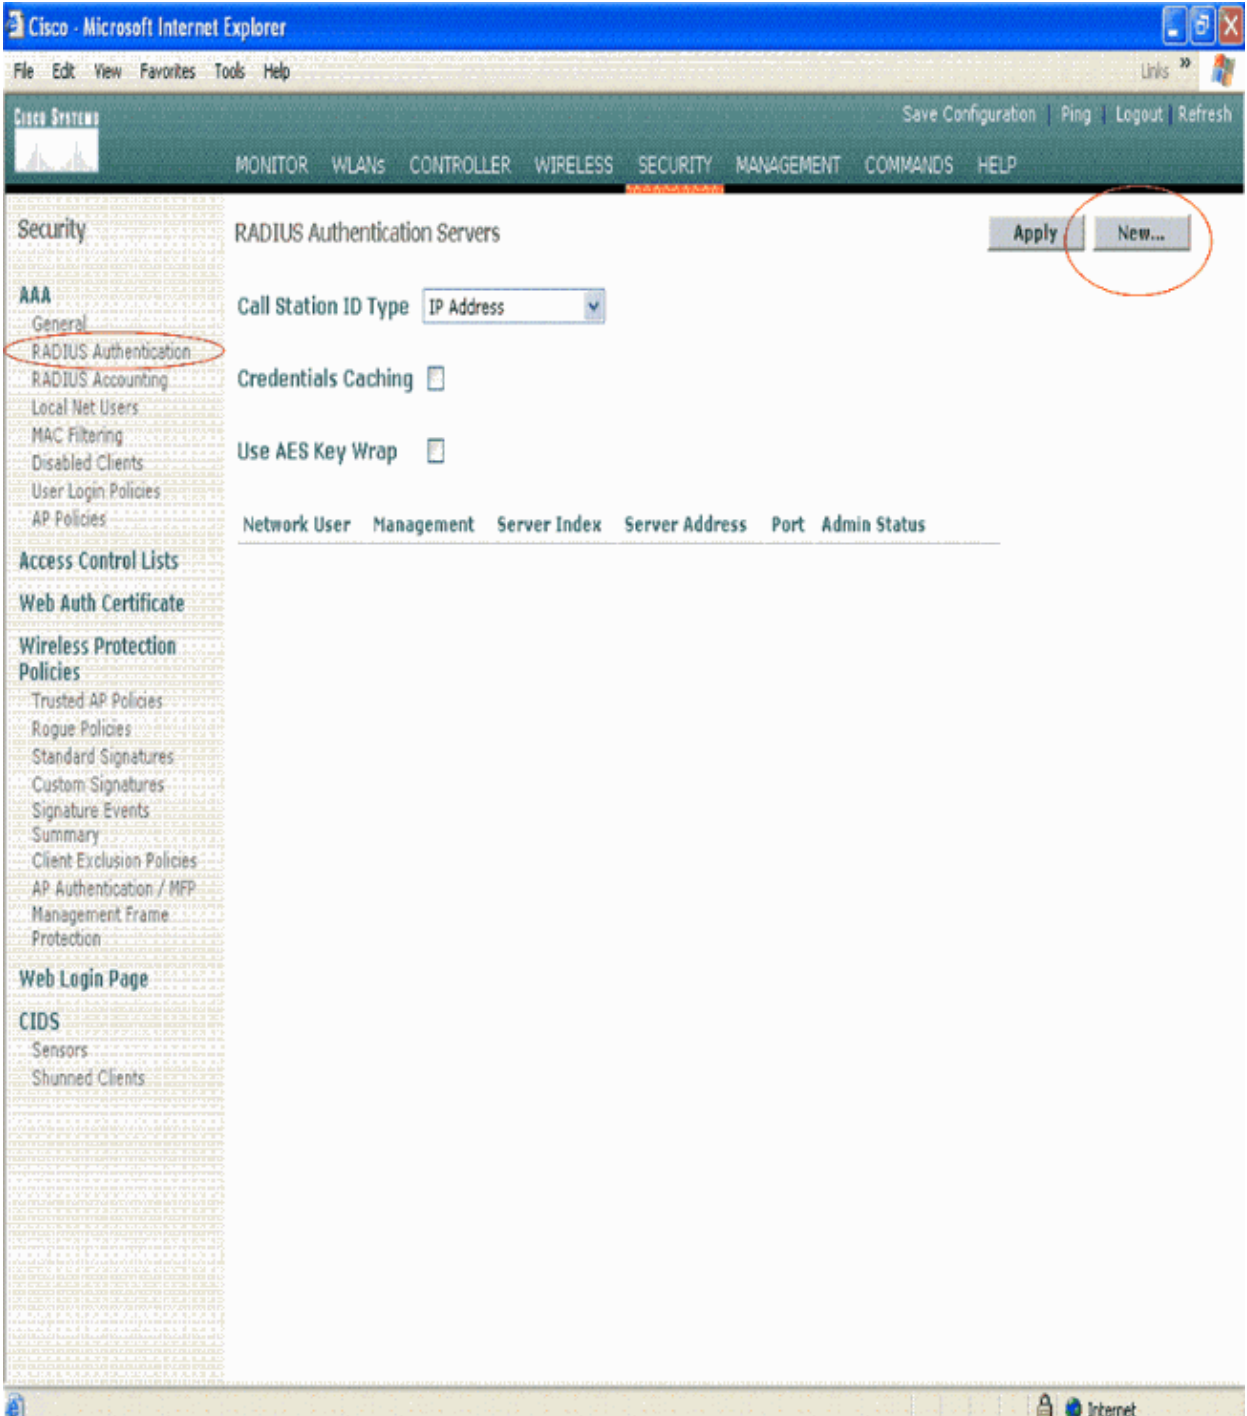 Cisco - Microsoft Internet Explorer
File Edit View Favorites Tools Help Links »
CISCO SYSTEMS
Save Configuration | Ping | Logout | Refresh
MONITOR WLANs CONTROLLER WIRELESS SECURITY MANAGEMENT COMMANDS HELP
Security
RADIUS Authentication Servers
Apply
New...
AAA
General
RADIUS Authentication
RADIUS Accounting
Local Net Users
MAC Filtering
Disabled Clients
User Login Policies
AP Policies
Access Control Lists
Web Auth Certificate
Wireless Protection
Policies
Trusted AP Policies
Rogue Policies
Standard Signatures
Custom Signatures
Signature Events
Summary
Client Exclusion Policies
AP Authentication / MFP
Management Frame
Protection
Web Login Page
CIDS
Sensors
Shunned Clients
Call Station ID Type IP Address
Credentials Caching
Use AES Key Wrap
Network User Management Server Index Server Address Port Admin Status
Internet